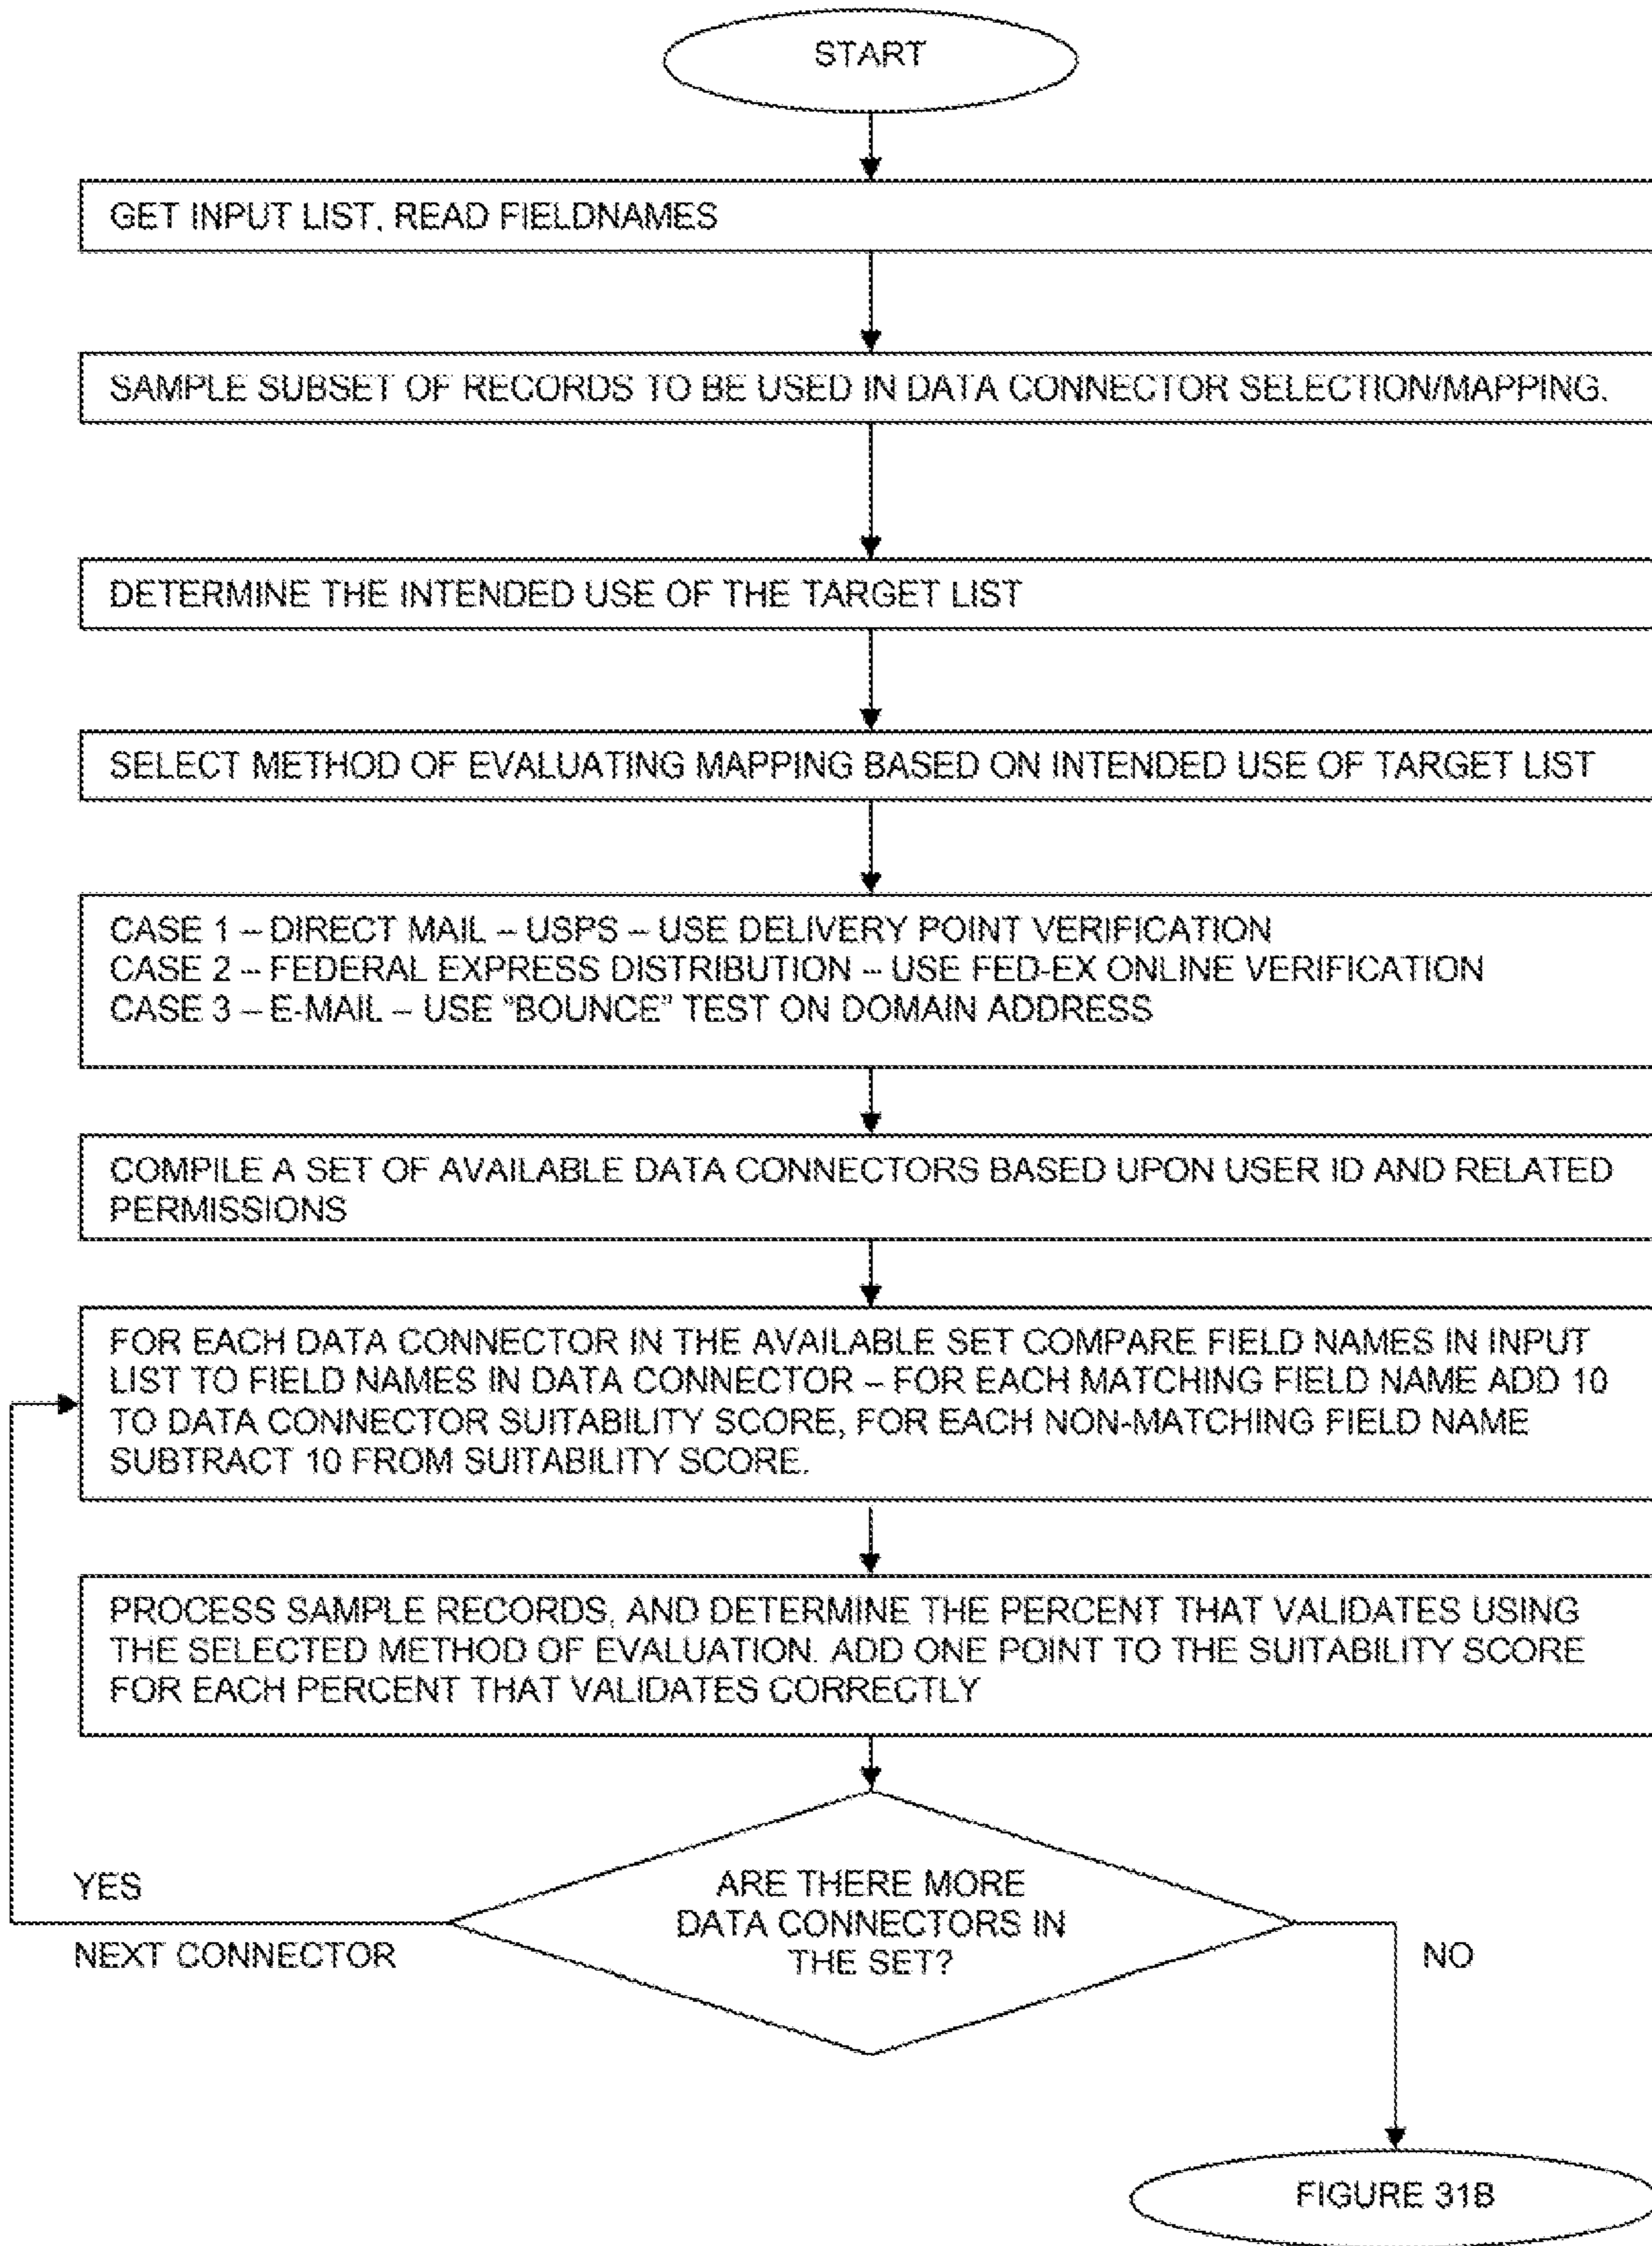 START
GET INPUT LIST, READ FIELDNAMES
SAMPLE SUBSET OF RECORDS TO BE USED IN DATA CONNECTOR SELECTION/MAPPING.
DETERMINE THE INTENDED USE OF THE TARGET LIST
SELECT METHOD OF EVALUATING MAPPING BASED ON INTENDED USE OF TARGET LIST
CASE 1 – DIRECT MAIL – USPS – USE DELIVERY POINT VERIFICATION
CASE 2 – FEDERAL EXPRESS DISTRIBUTION – USE FED-EX ONLINE VERIFICATION
CASE 3 – E-MAIL – USE “BOUNCE” TEST ON DOMAIN ADDRESS
COMPILE A SET OF AVAILABLE DATA CONNECTORS BASED UPON USER ID AND RELATED
PERMISSIONS
FOR EACH DATA CONNECTOR IN THE AVAILABLE SET COMPARE FIELD NAMES IN INPUT
LIST TO FIELD NAMES IN DATA CONNECTOR – FOR EACH MATCHING FIELD NAME ADD 10
TO DATA CONNECTOR SUITABILITY SCORE, FOR EACH NON-MATCHING FIELD NAME
SUBTRACT 10 FROM SUITABILITY SCORE.
PROCESS SAMPLE RECORDS, AND DETERMINE THE PERCENT THAT VALIDATES USING
THE SELECTED METHOD OF EVALUATION. ADD ONE POINT TO THE SUITABILITY SCORE
FOR EACH PERCENT THAT VALIDATES CORRECTLY
YES
NEXT CONNECTOR
ARE THERE MORE
DATA CONNECTORS IN
THE SET?
NO
FIGURE 31B